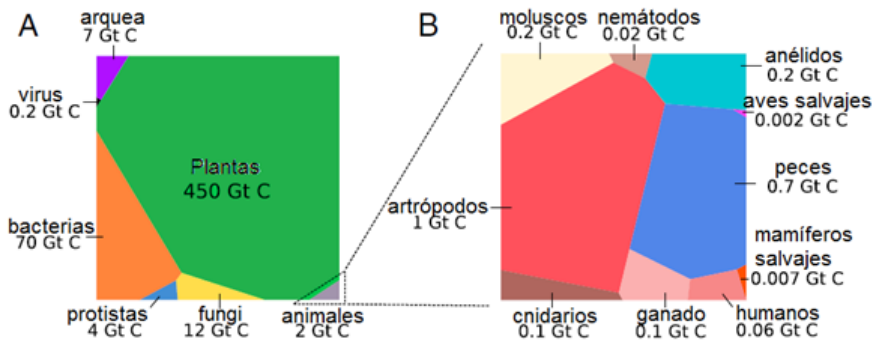 A
arquea
7 Gt C
virus
0.2 Gt C
Plantas
450 Gt C
bacterias
70 Gt C
protistas
4 Gt C
fungi
12 Gt C
animales
2 Gt C
B
moluscos
0.2 Gt C
nemátodos
0.02 Gt C
anélidos
0.2 Gt C
aves salvajes
0.002 Gt C
peces
0.7 Gt C
artrópodos
1 Gt C
mamíferos
salvajes
0.007 Gt C
cnidarios
0.1 Gt C
ganado
0.1 Gt C
humanos
0.06 Gt C